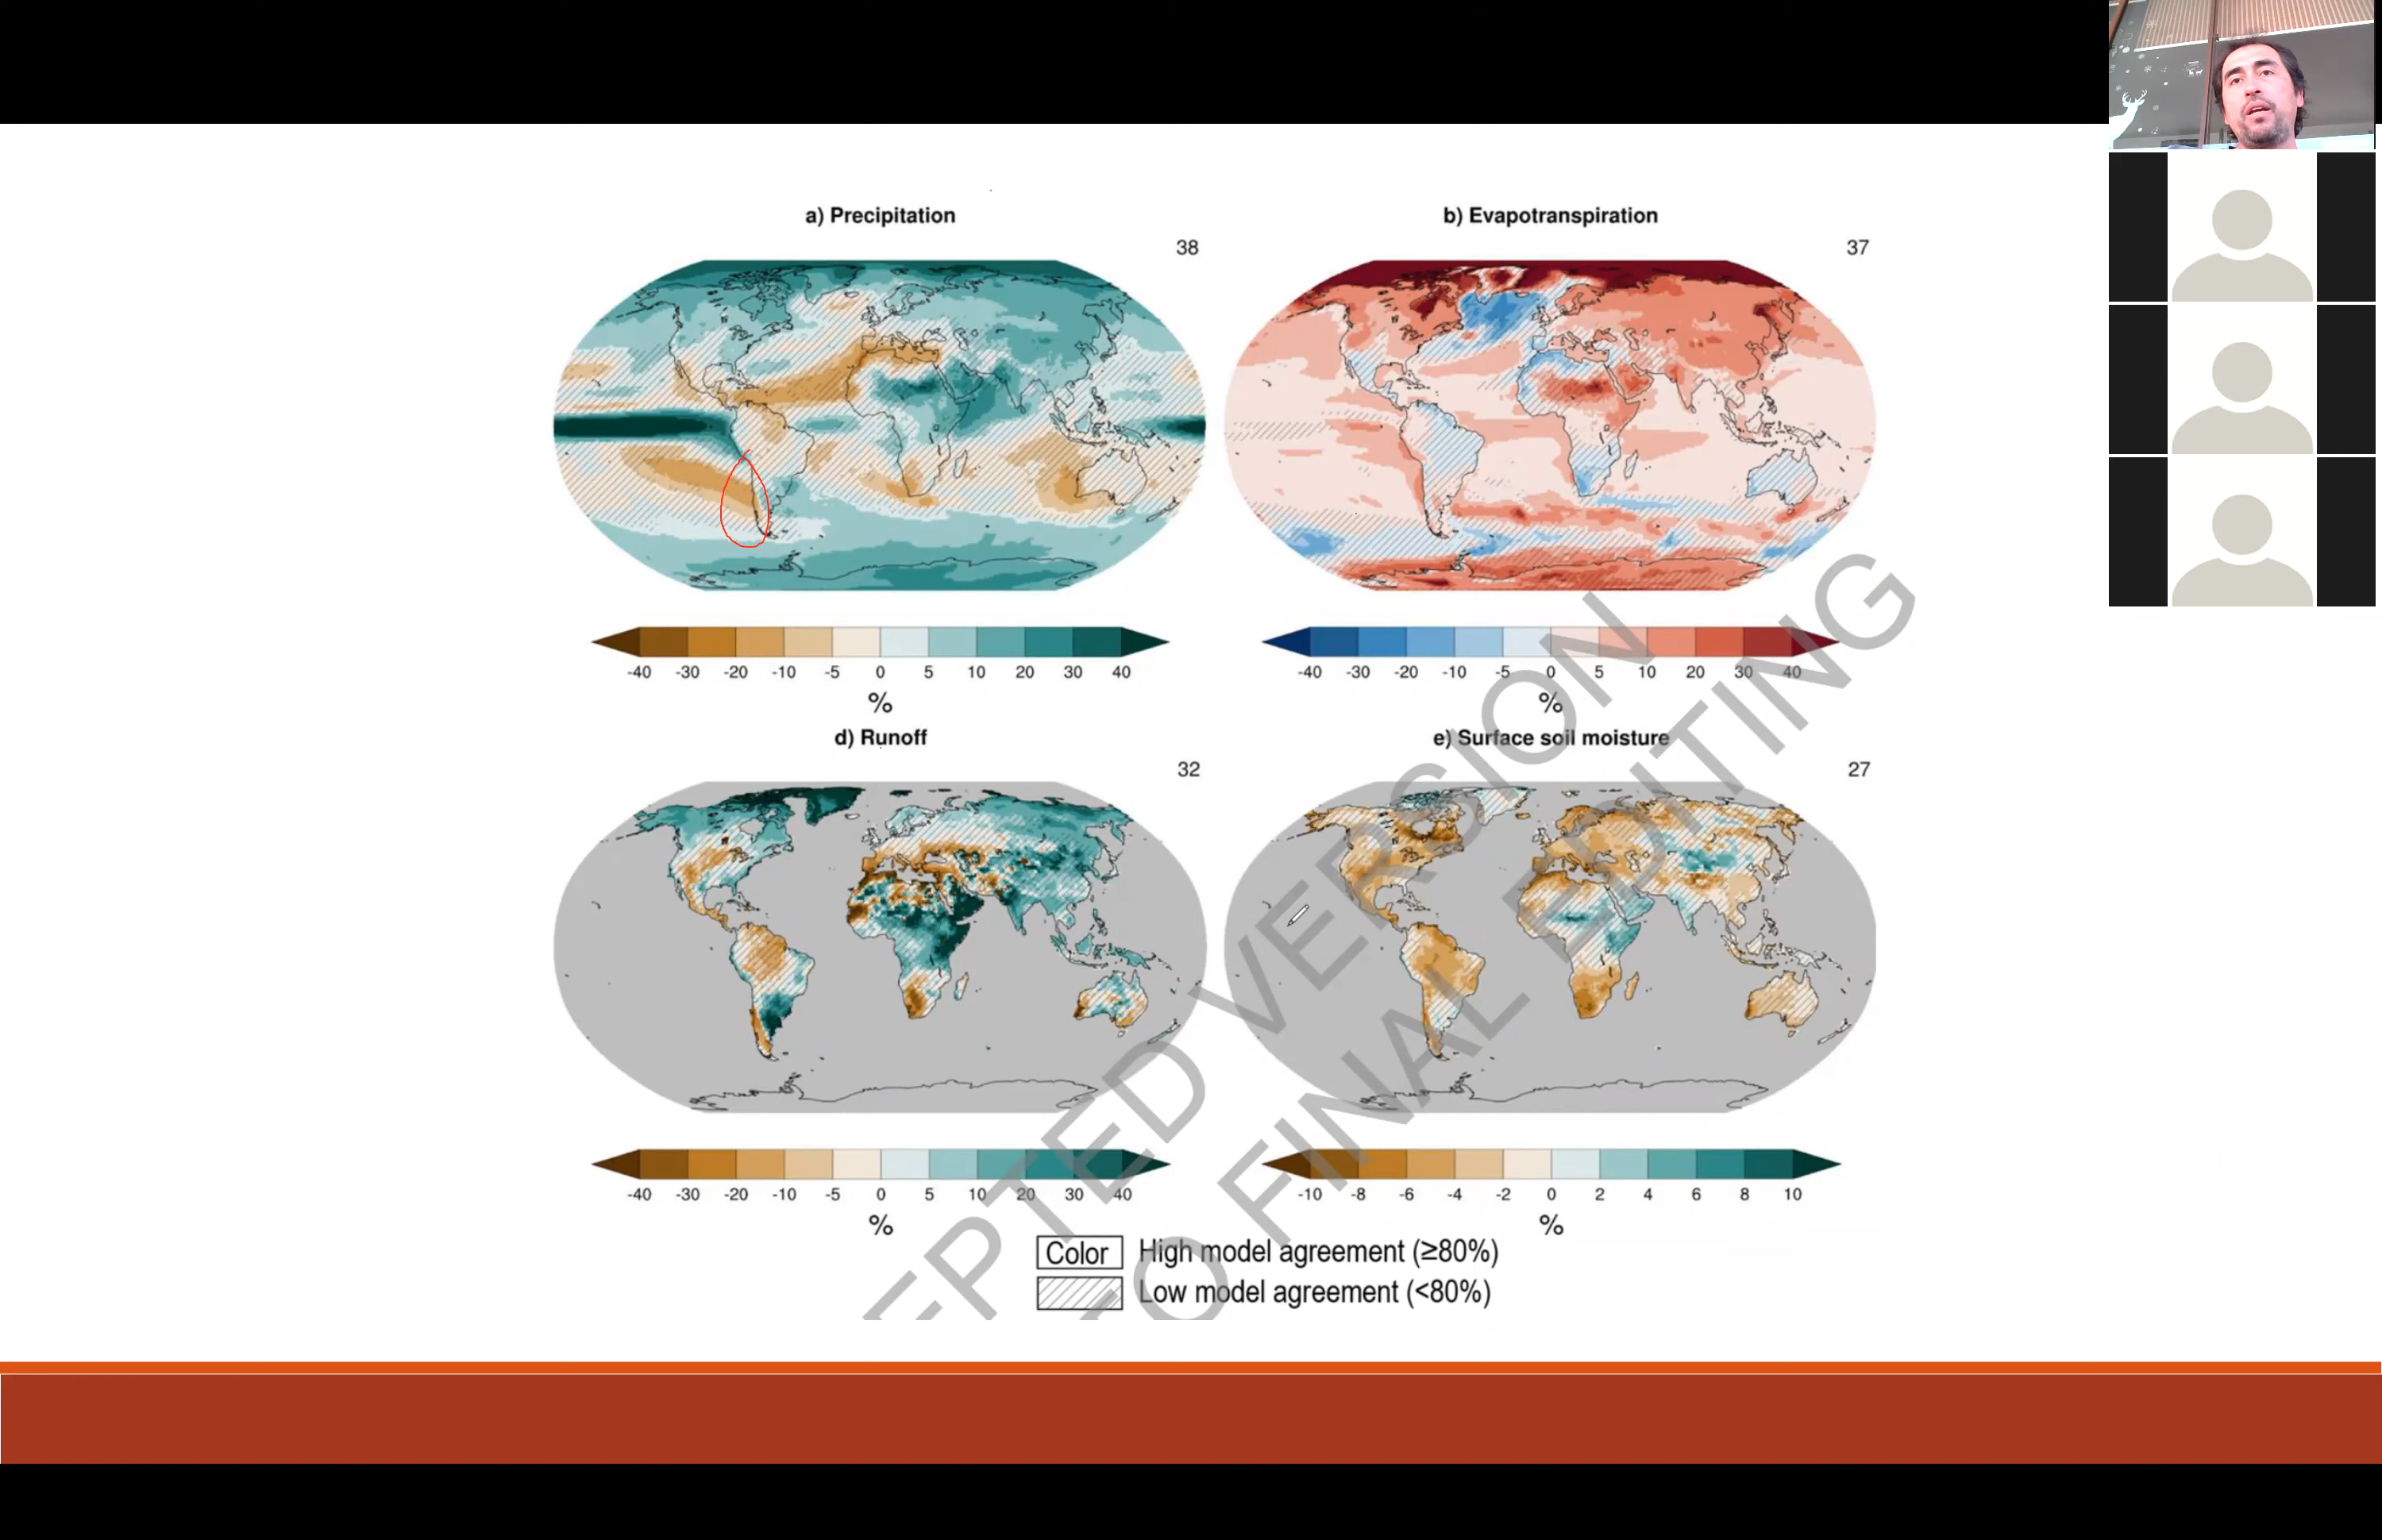 a) Precipitation
38
b) Evapotranspiration
37
-40 -30 -20 -10 -5 0 5 10 20 30 40
%
-40 -30 -20 -10 -5 0 5 10 20 30 40
%
d) Runoff
32
e) Surface soil moisture
27
-40 -30 -20 -10 -5 0 5 10 20 30 40
%
-10 -8 -6 -4 -2 0 2 4 6 8 10
%
Color High model agreement (≥80%)
Low model agreement (<80%)
EPTED VERSION
TO FINAL EDITING